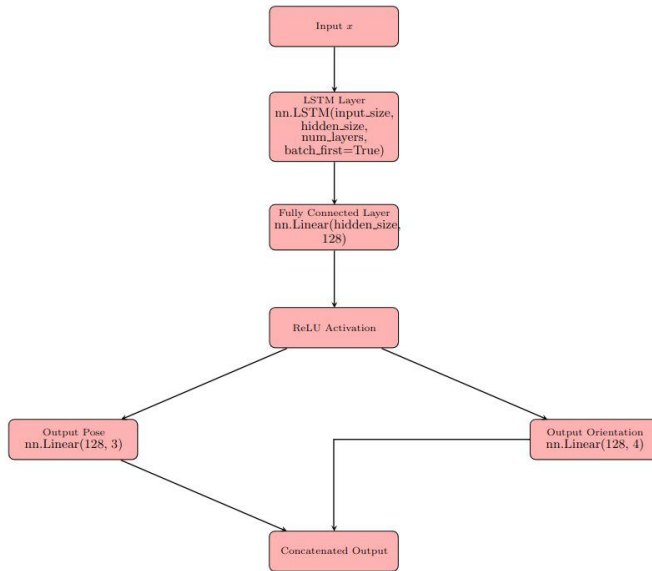 Input x
LSTM Layer
nn.LSTM(input_size,
hidden_size,
num_layers,
batch_first=True)
Fully Connected Layer
nn.Linear(hidden_size,
128)
ReLU Activation
Output Pose
nn.Linear(128, 3)
Output Orientation
nn.Linear(128, 4)
Concatenated Output